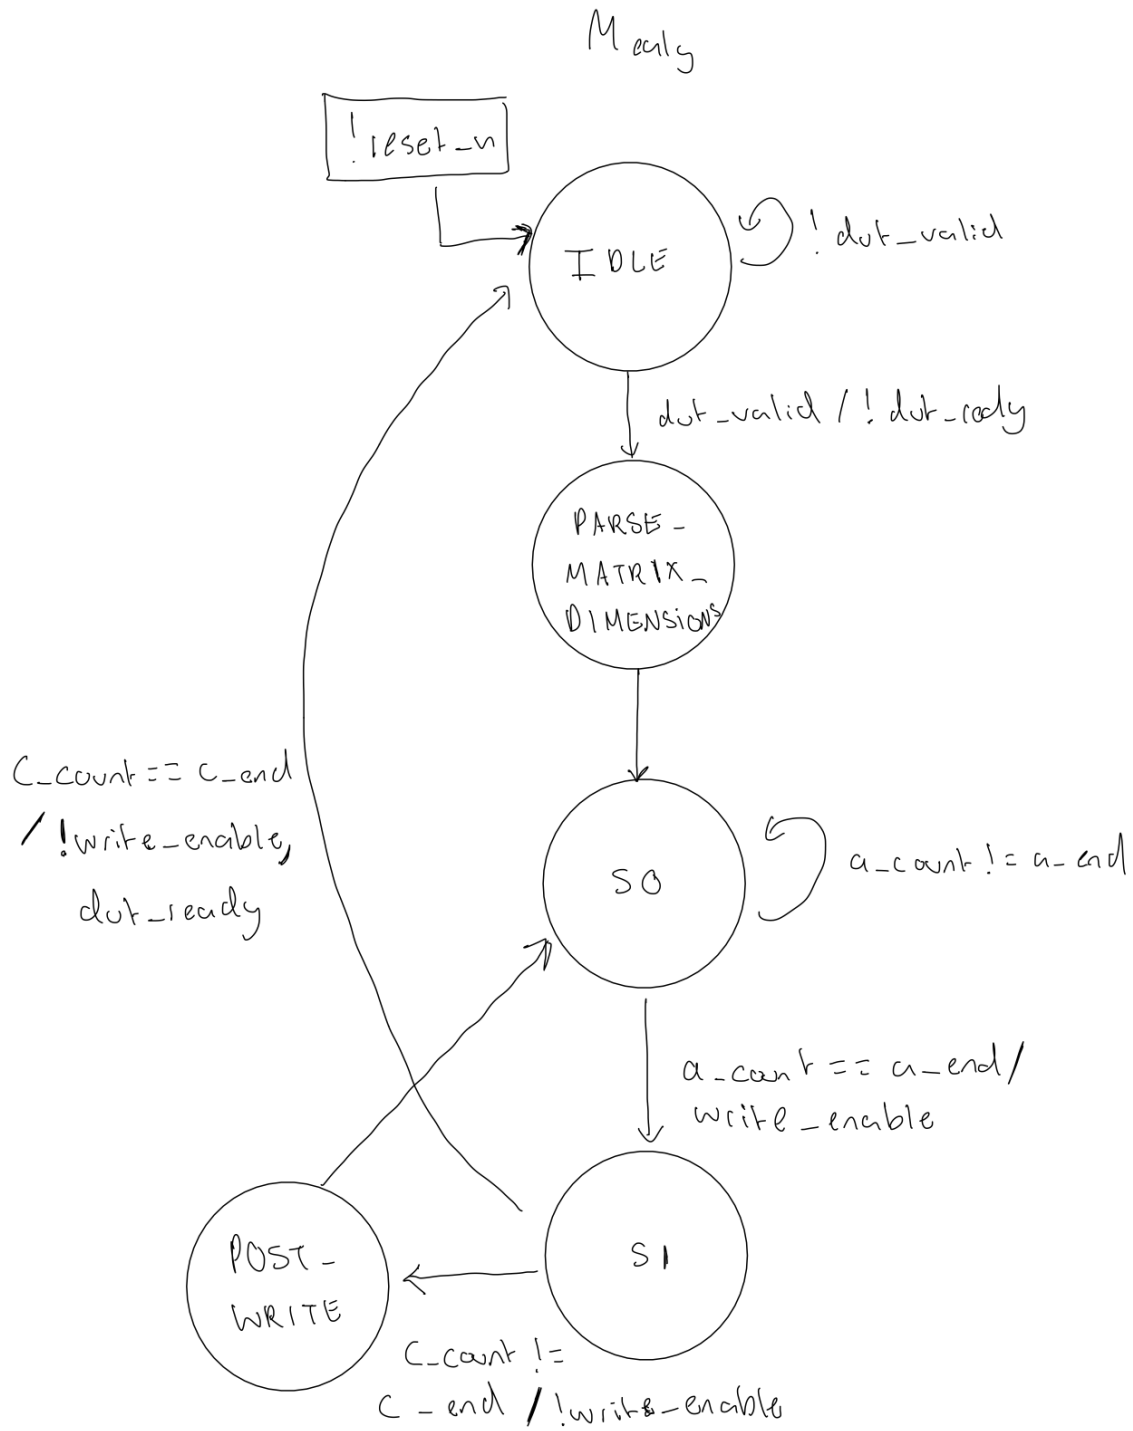 Mealy
!reset_n
IDLE
!dut_valid
dut_valid / !dut_ready
PARSE_
MATRIX_
DIMENSIONS
C_count == c_end
/ !write_enable,
dut_ready
S0
a_count != a_end
a_count == a_end /
write_enable
POST_
WRITE
S1
C_count !=
c_end / !write_enable